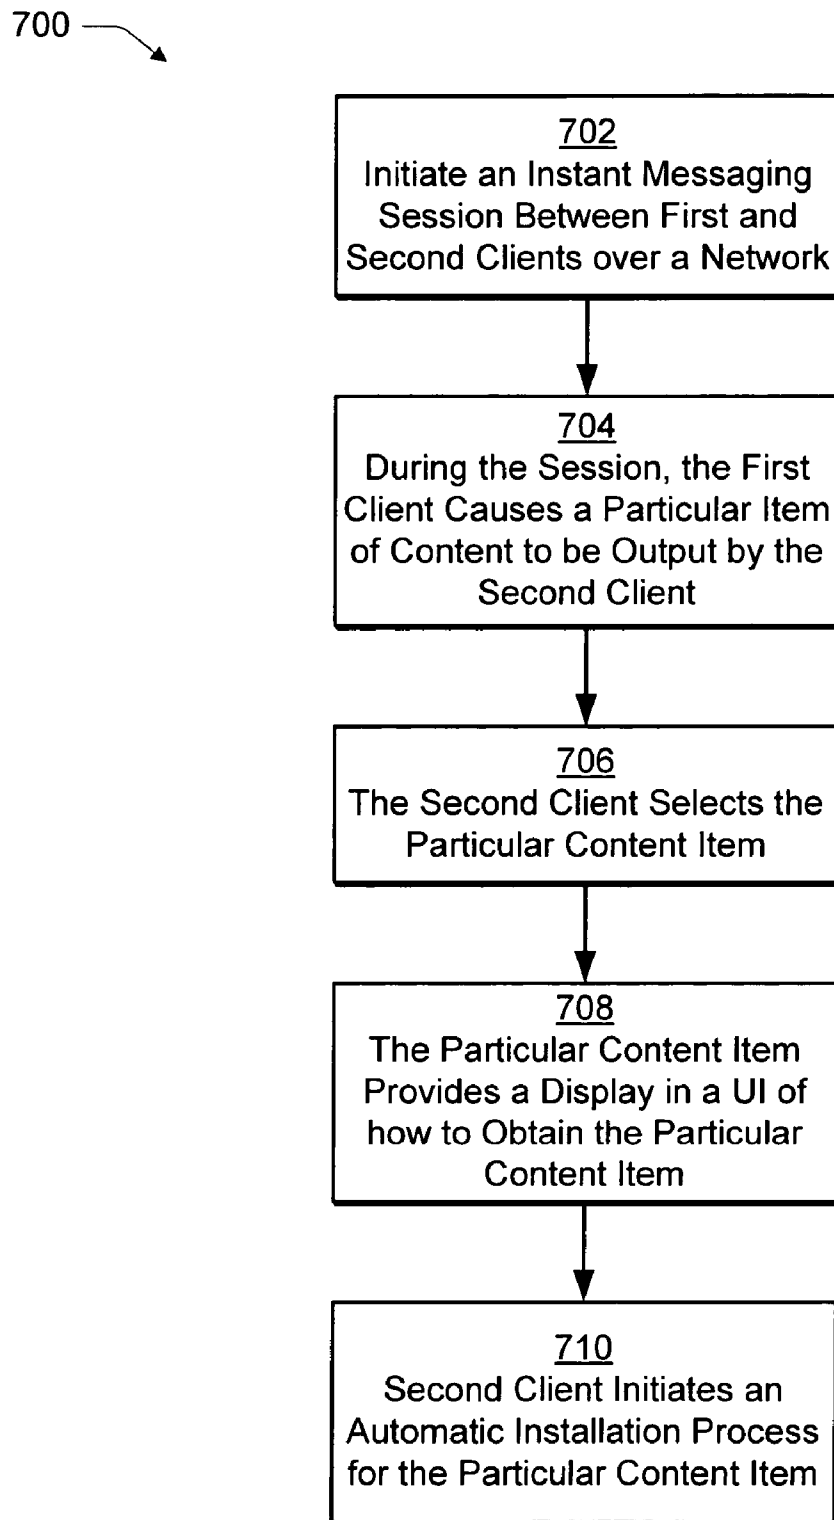 700
702
Initiate an Instant Messaging
Session Between First and
Second Clients over a Network
704
During the Session, the First
Client Causes a Particular Item
of Content to be Output by the
Second Client
706
The Second Client Selects the
Particular Content Item
708
The Particular Content Item
Provides a Display in a UI of
how to Obtain the Particular
Content Item
710
Second Client Initiates an
Automatic Installation Process
for the Particular Content Item